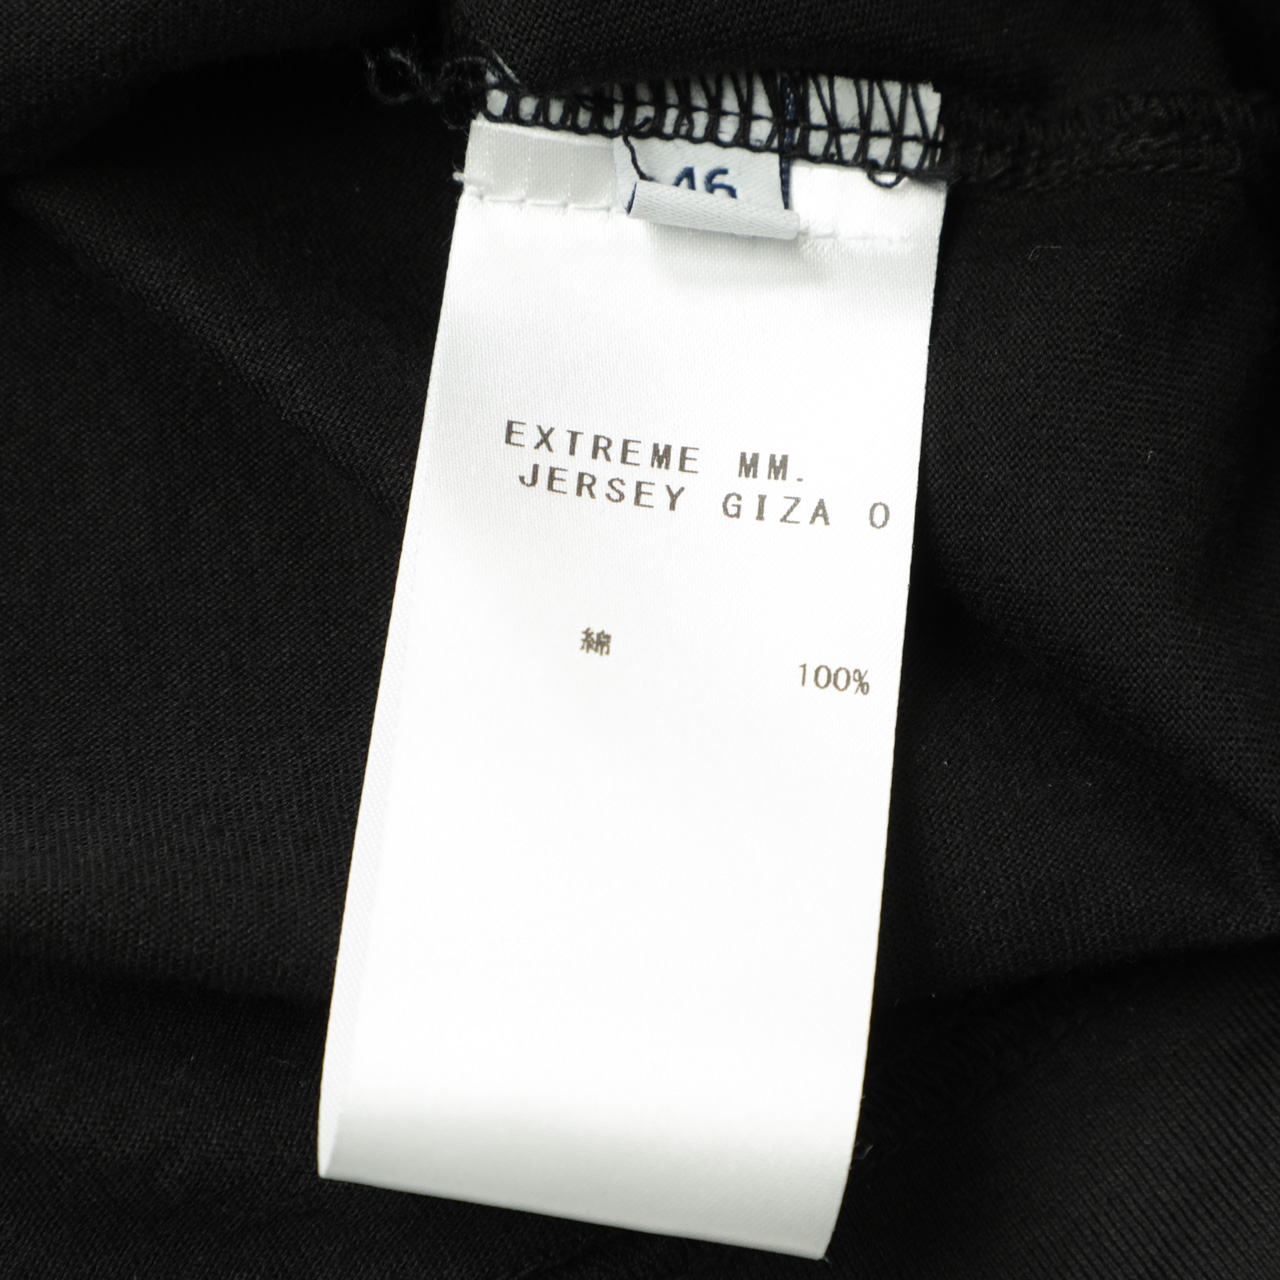 46
EXTREME MM.
JERSEY GIZA O
綿 100%